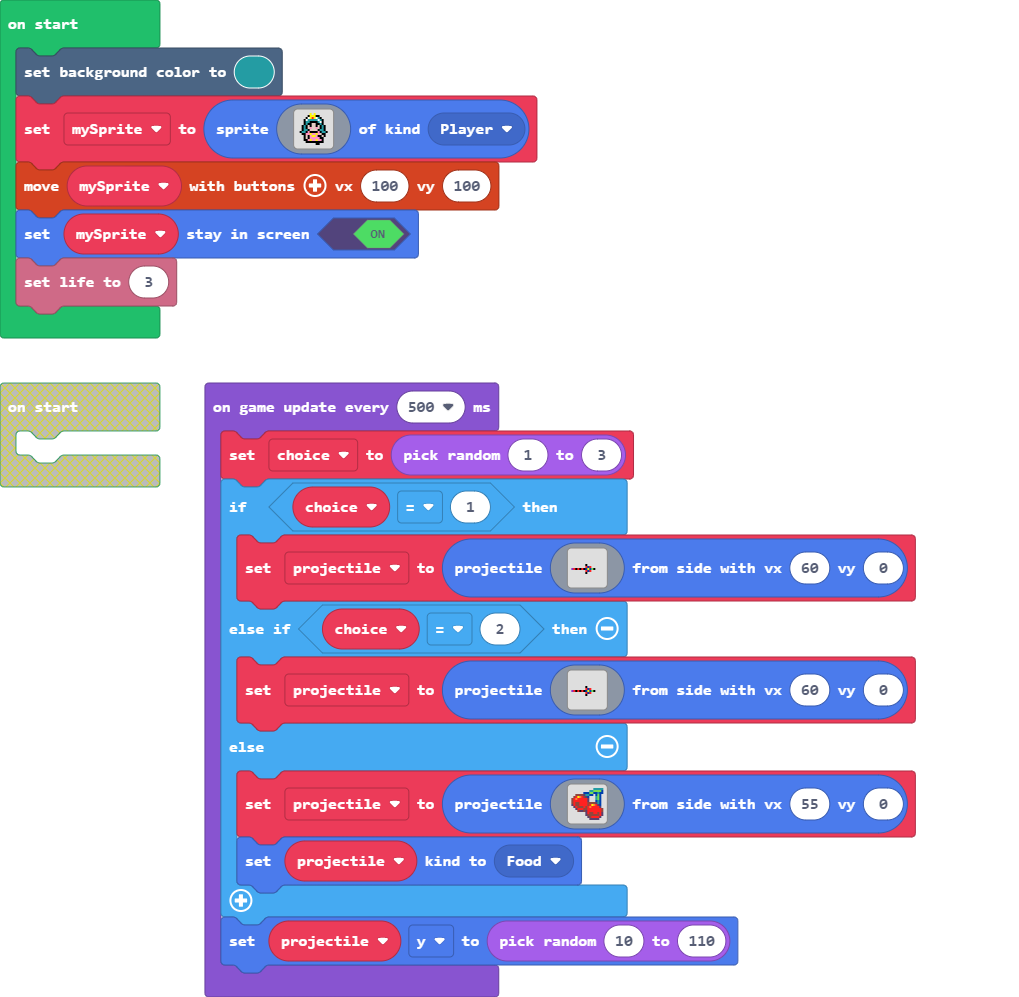 on start
set background color to
set mySprite to sprite of kind Player
move mySprite with buttons vx 100 vy 100
set mySprite stay in screen ON
set life to 3
on start
on game update every 500 ms
set choice to pick random 1 to 3
if choice = 1 then
set projectile to projectile from side with vx 60 vy 0
else if choice = 2 then
set projectile to projectile from side with vx 60 vy 0
else
set projectile to projectile from side with vx 55 vy 0
set projectile kind to Food
set projectile y to pick random 10 to 110